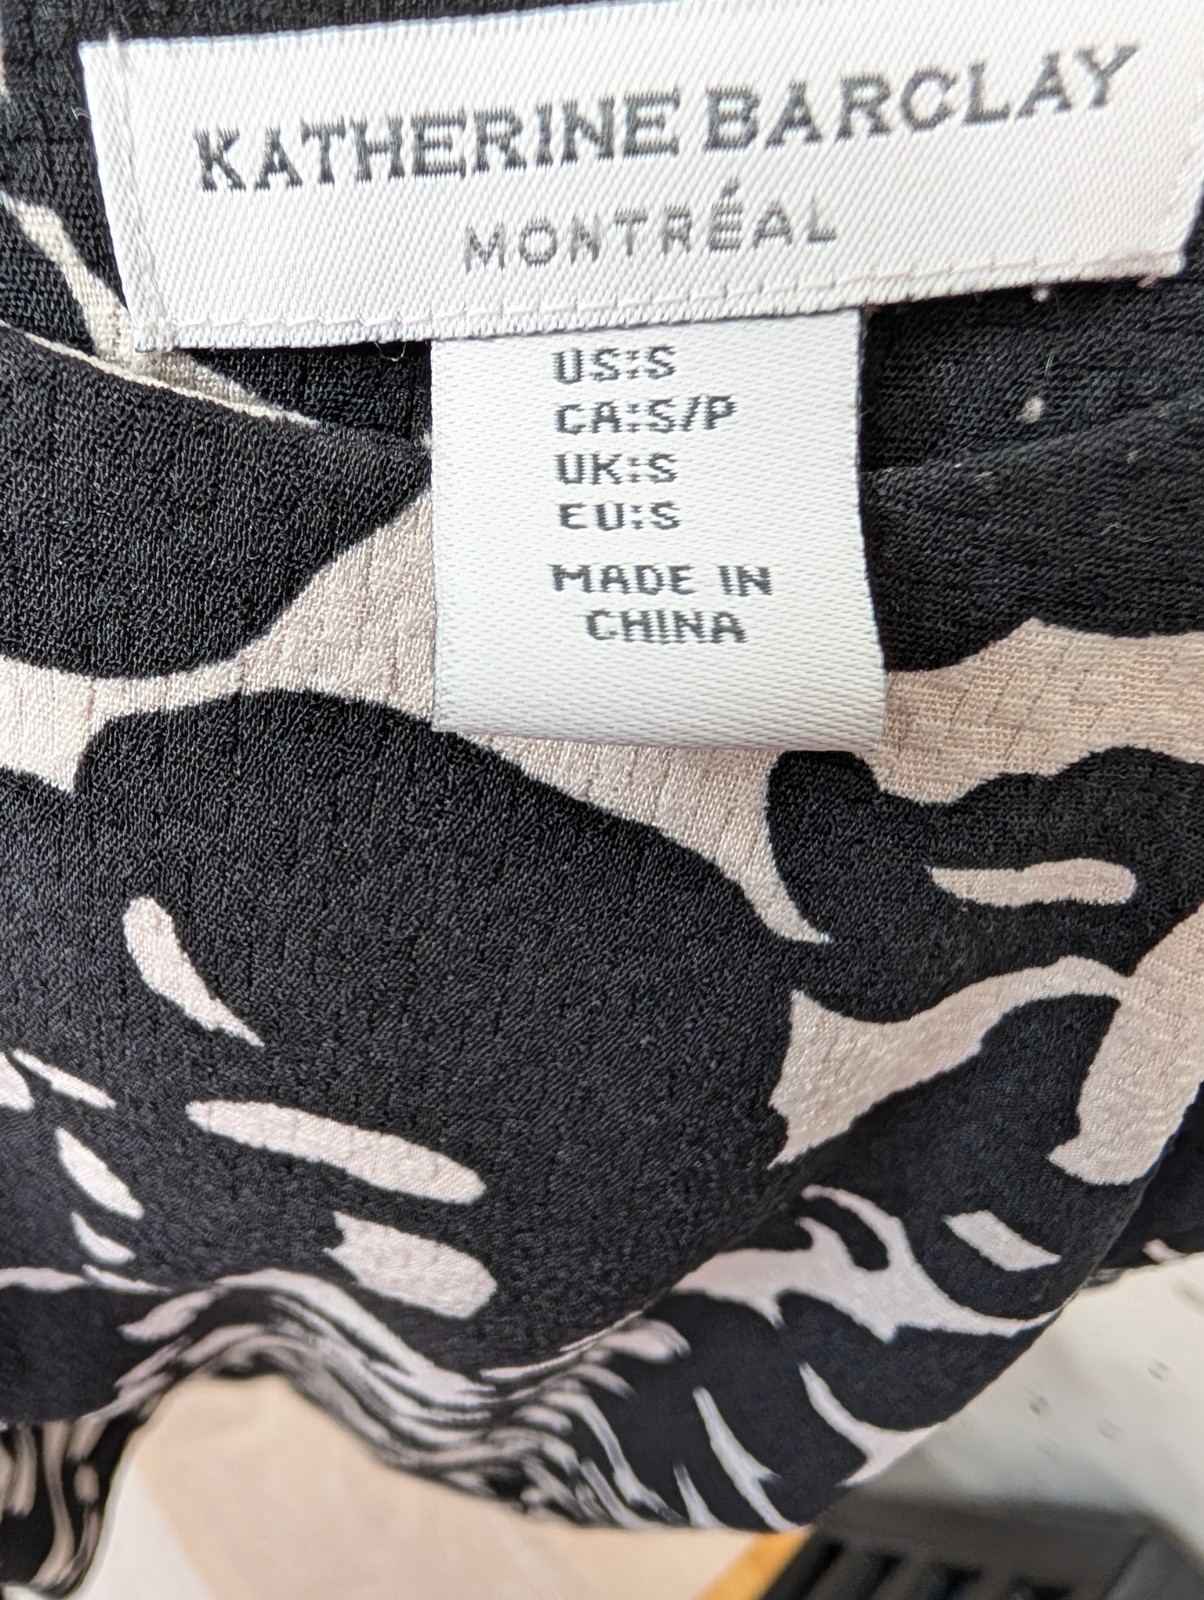 KATHERINE BARCLAY
MONTRÉAL
US:S
CA:S/P
UK:S
EU:S
MADE IN
CHINA